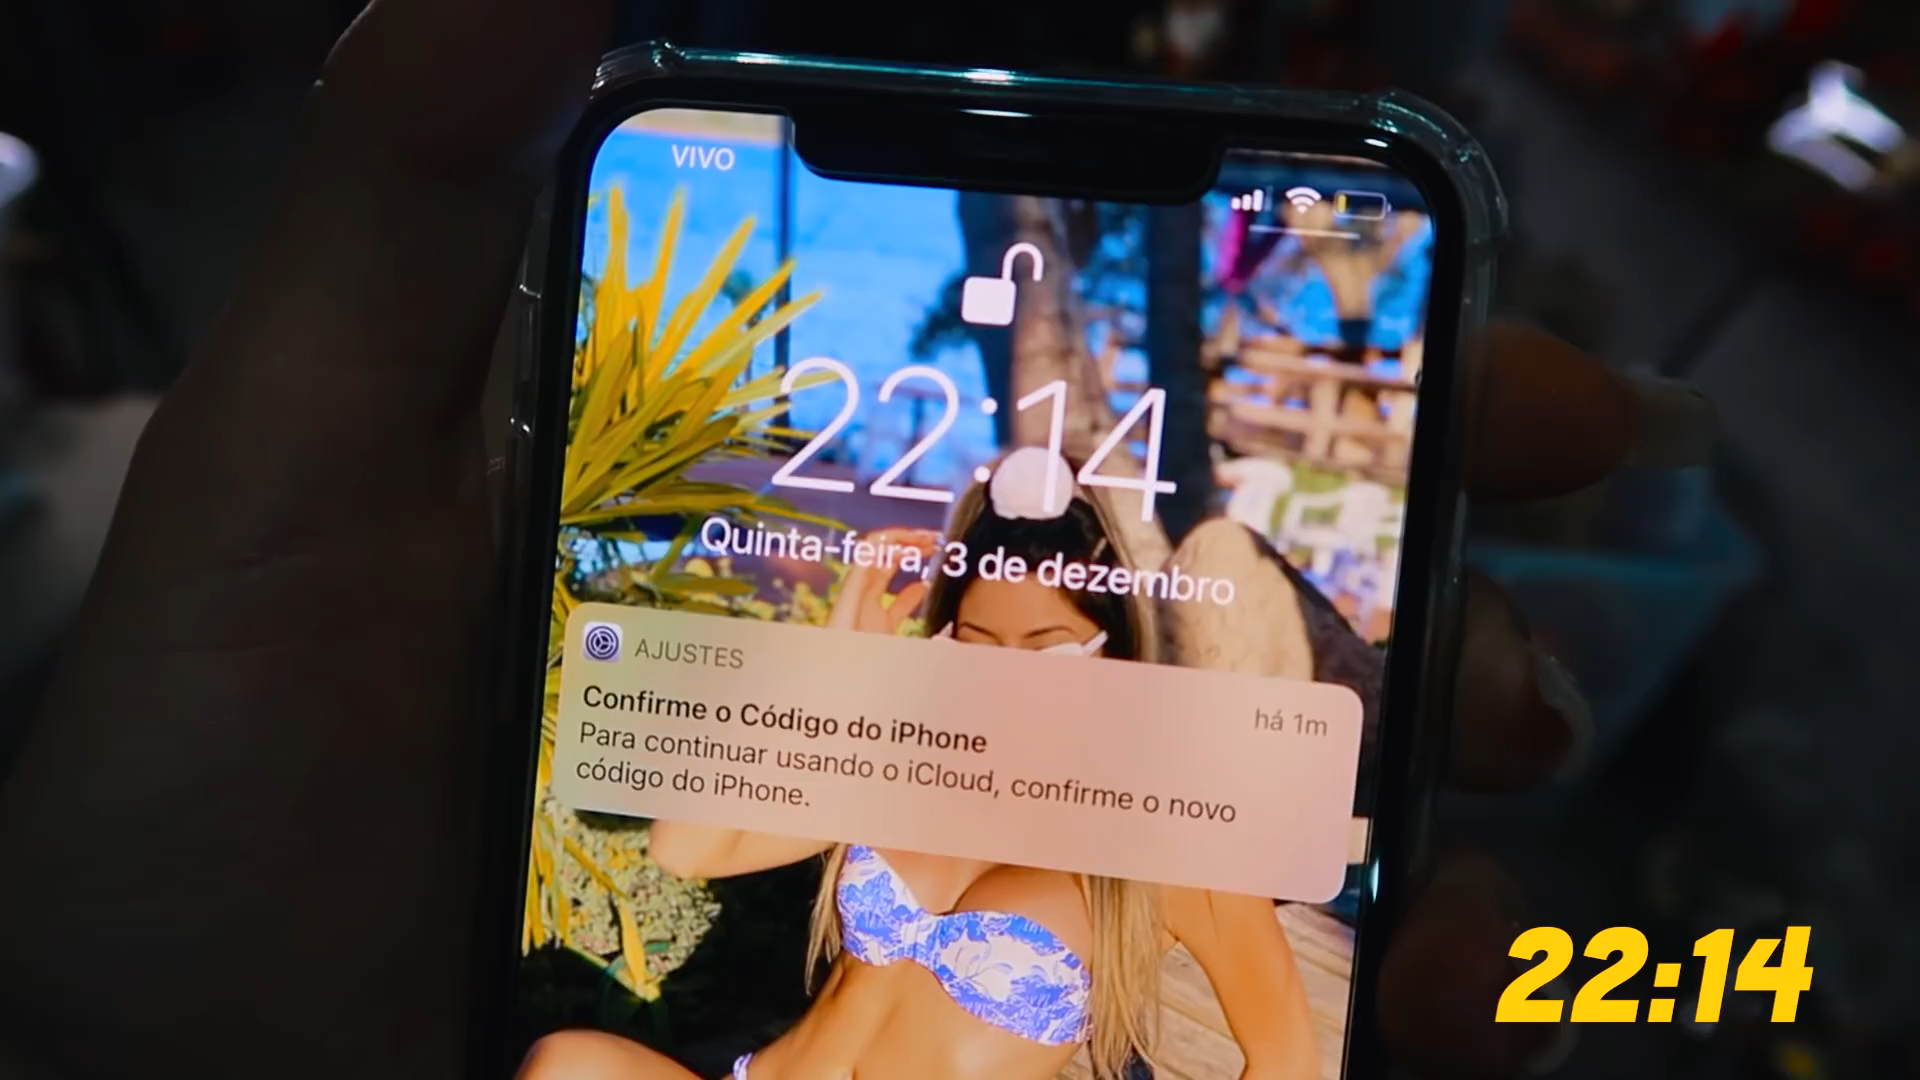 VIVO
22:14
Quinta-feira, 3 de dezembro
AJUSTES
há 1m
Confirme o Código do iPhone
Para continuar usando o iCloud, confirme o novo
código do iPhone.
22:14